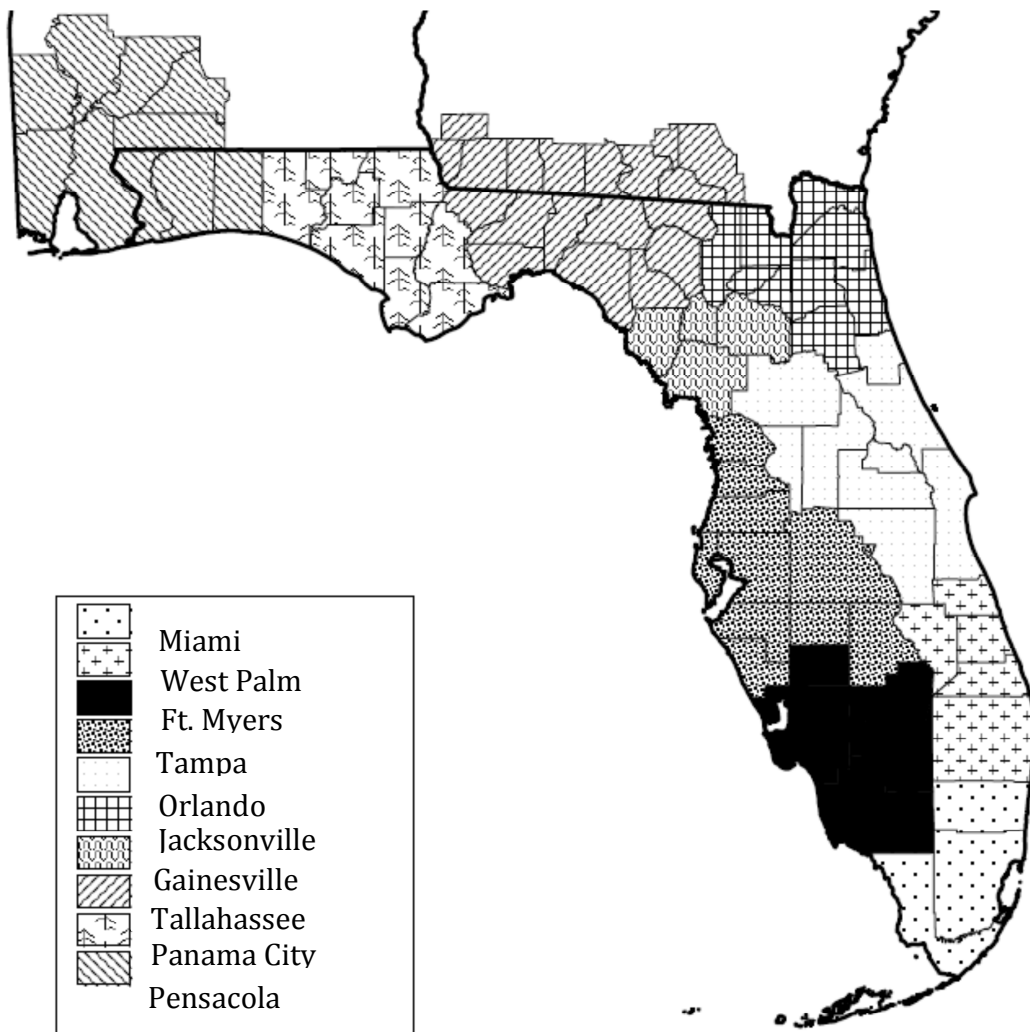 Miami
West Palm
Ft. Myers
Tampa
Orlando
Jacksonville
Gainesville
Tallahassee
Panama City
Pensacola